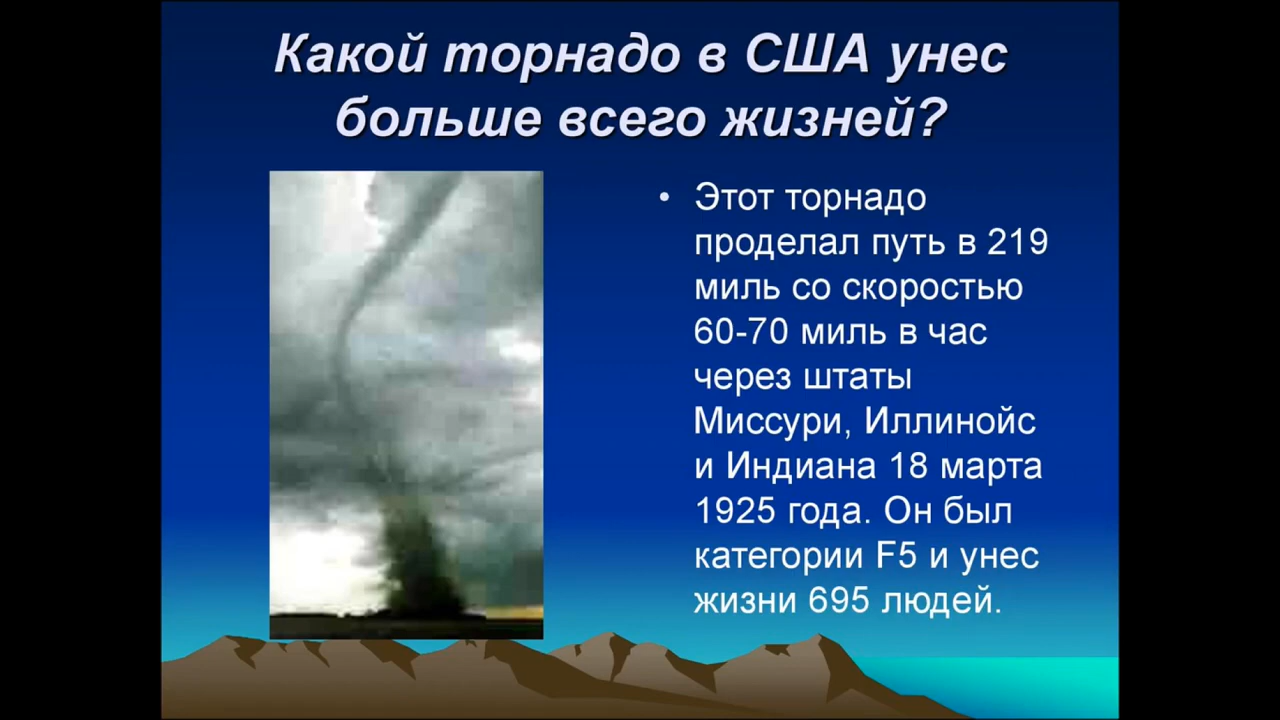 Какой торнадо в США унес
больше всего жизней?
• Этот торнадо
проделал путь в 219
миль со скоростью
60-70 миль в час
через штаты
Миссури, Иллинойс
и Индиана 18 марта
1925 года. Он был
категории F5 и унес
жизни 695 людей.